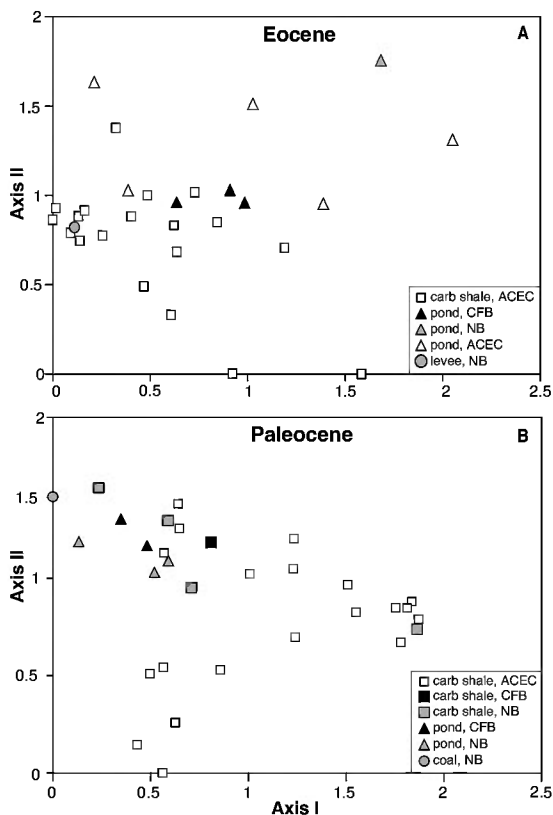 Eocene
A
2
1.5
1
0.5
0
Axis II
carb shale, ACEC
pond, CFB
pond, NB
pond, ACEC
levee, NB
0 0.5 1 1.5 2 2.5
Paleocene
B
2
1.5
1
0.5
0
Axis II
carb shale, ACEC
carb shale, CFB
carb shale, NB
pond, CFB
pond, NB
coal, NB
0 0.5 1 1.5 2 2.5
Axis I